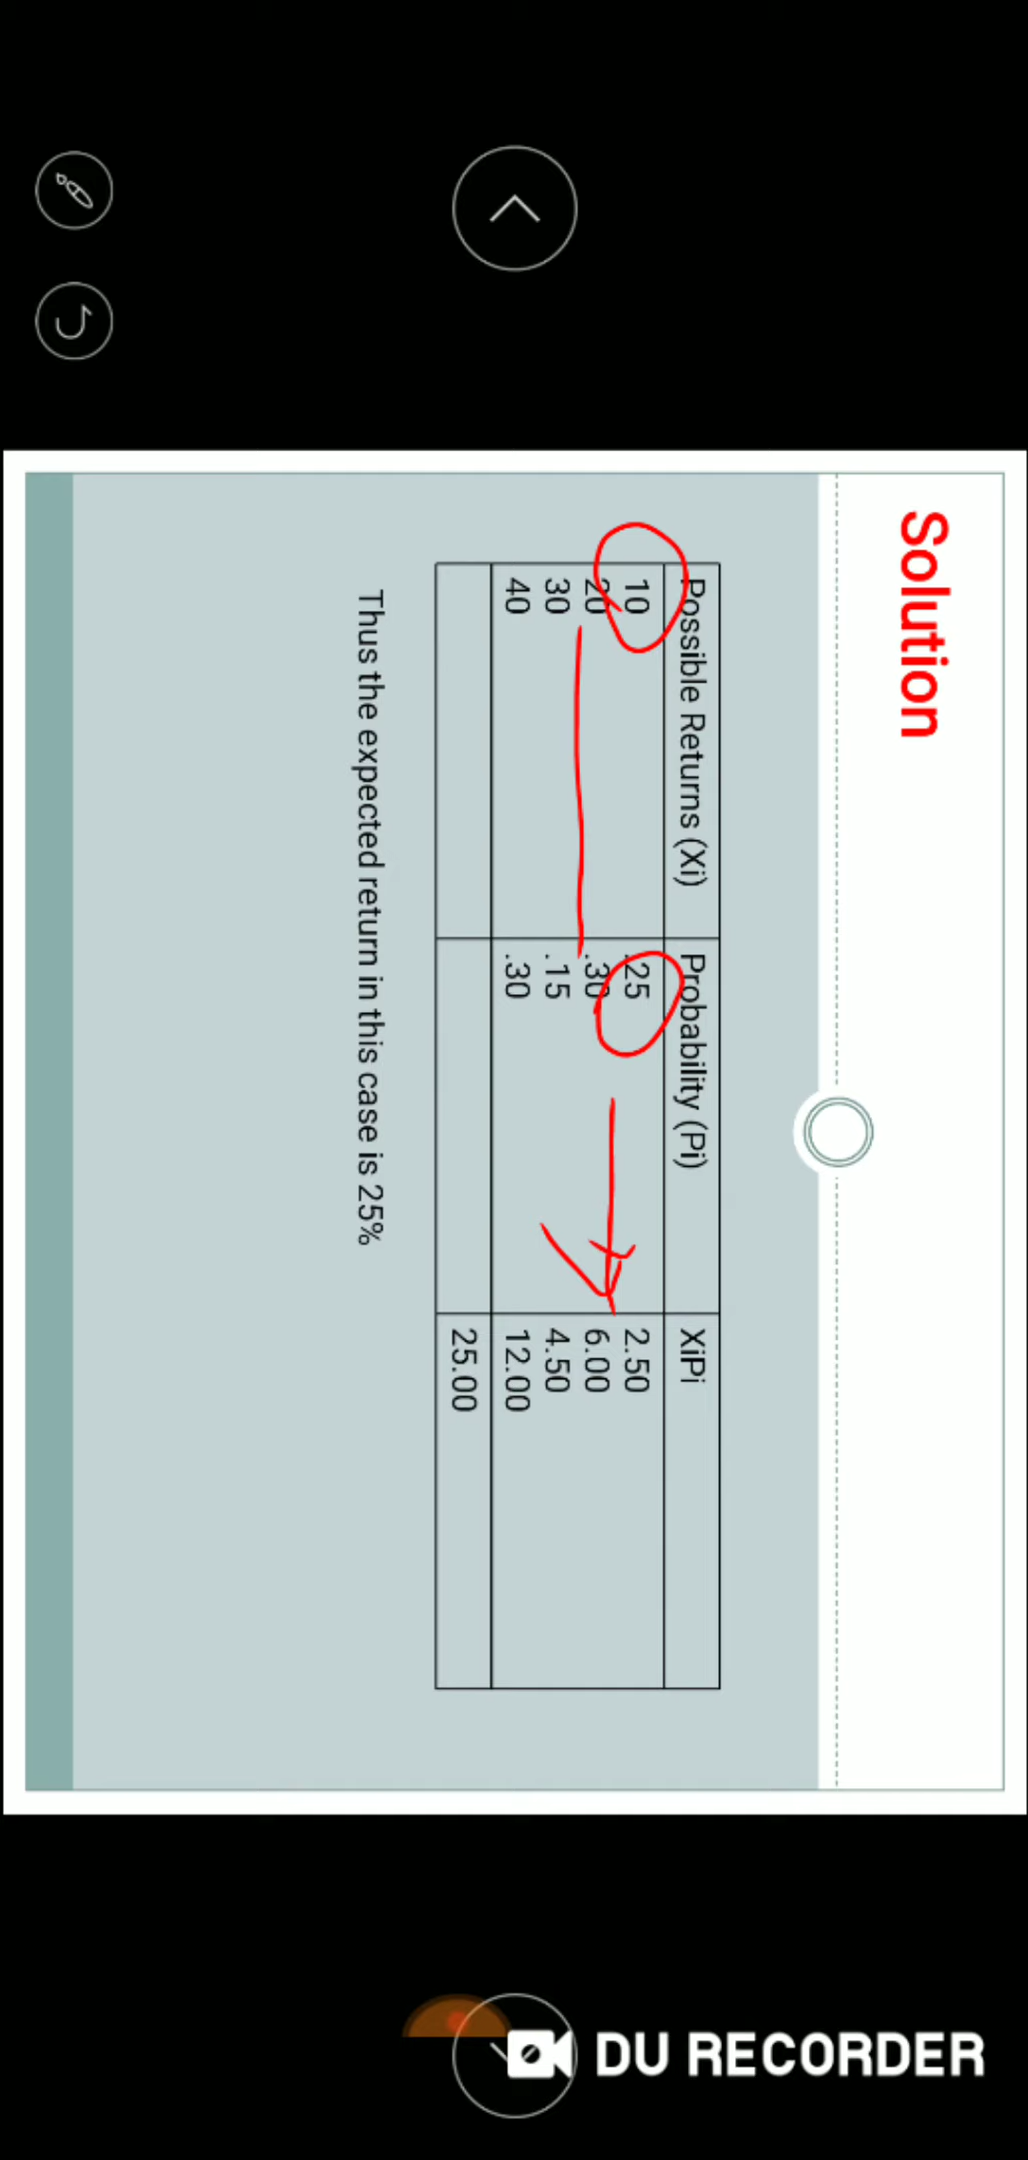 Solution
Possible Returns (Xi) Probability (Pi) XiPi
10 .25 2.50
20 .30 6.00
30 .15 4.50
40 .30 12.00
25.00
Thus the expected return in this case is 25%
DU RECORDER